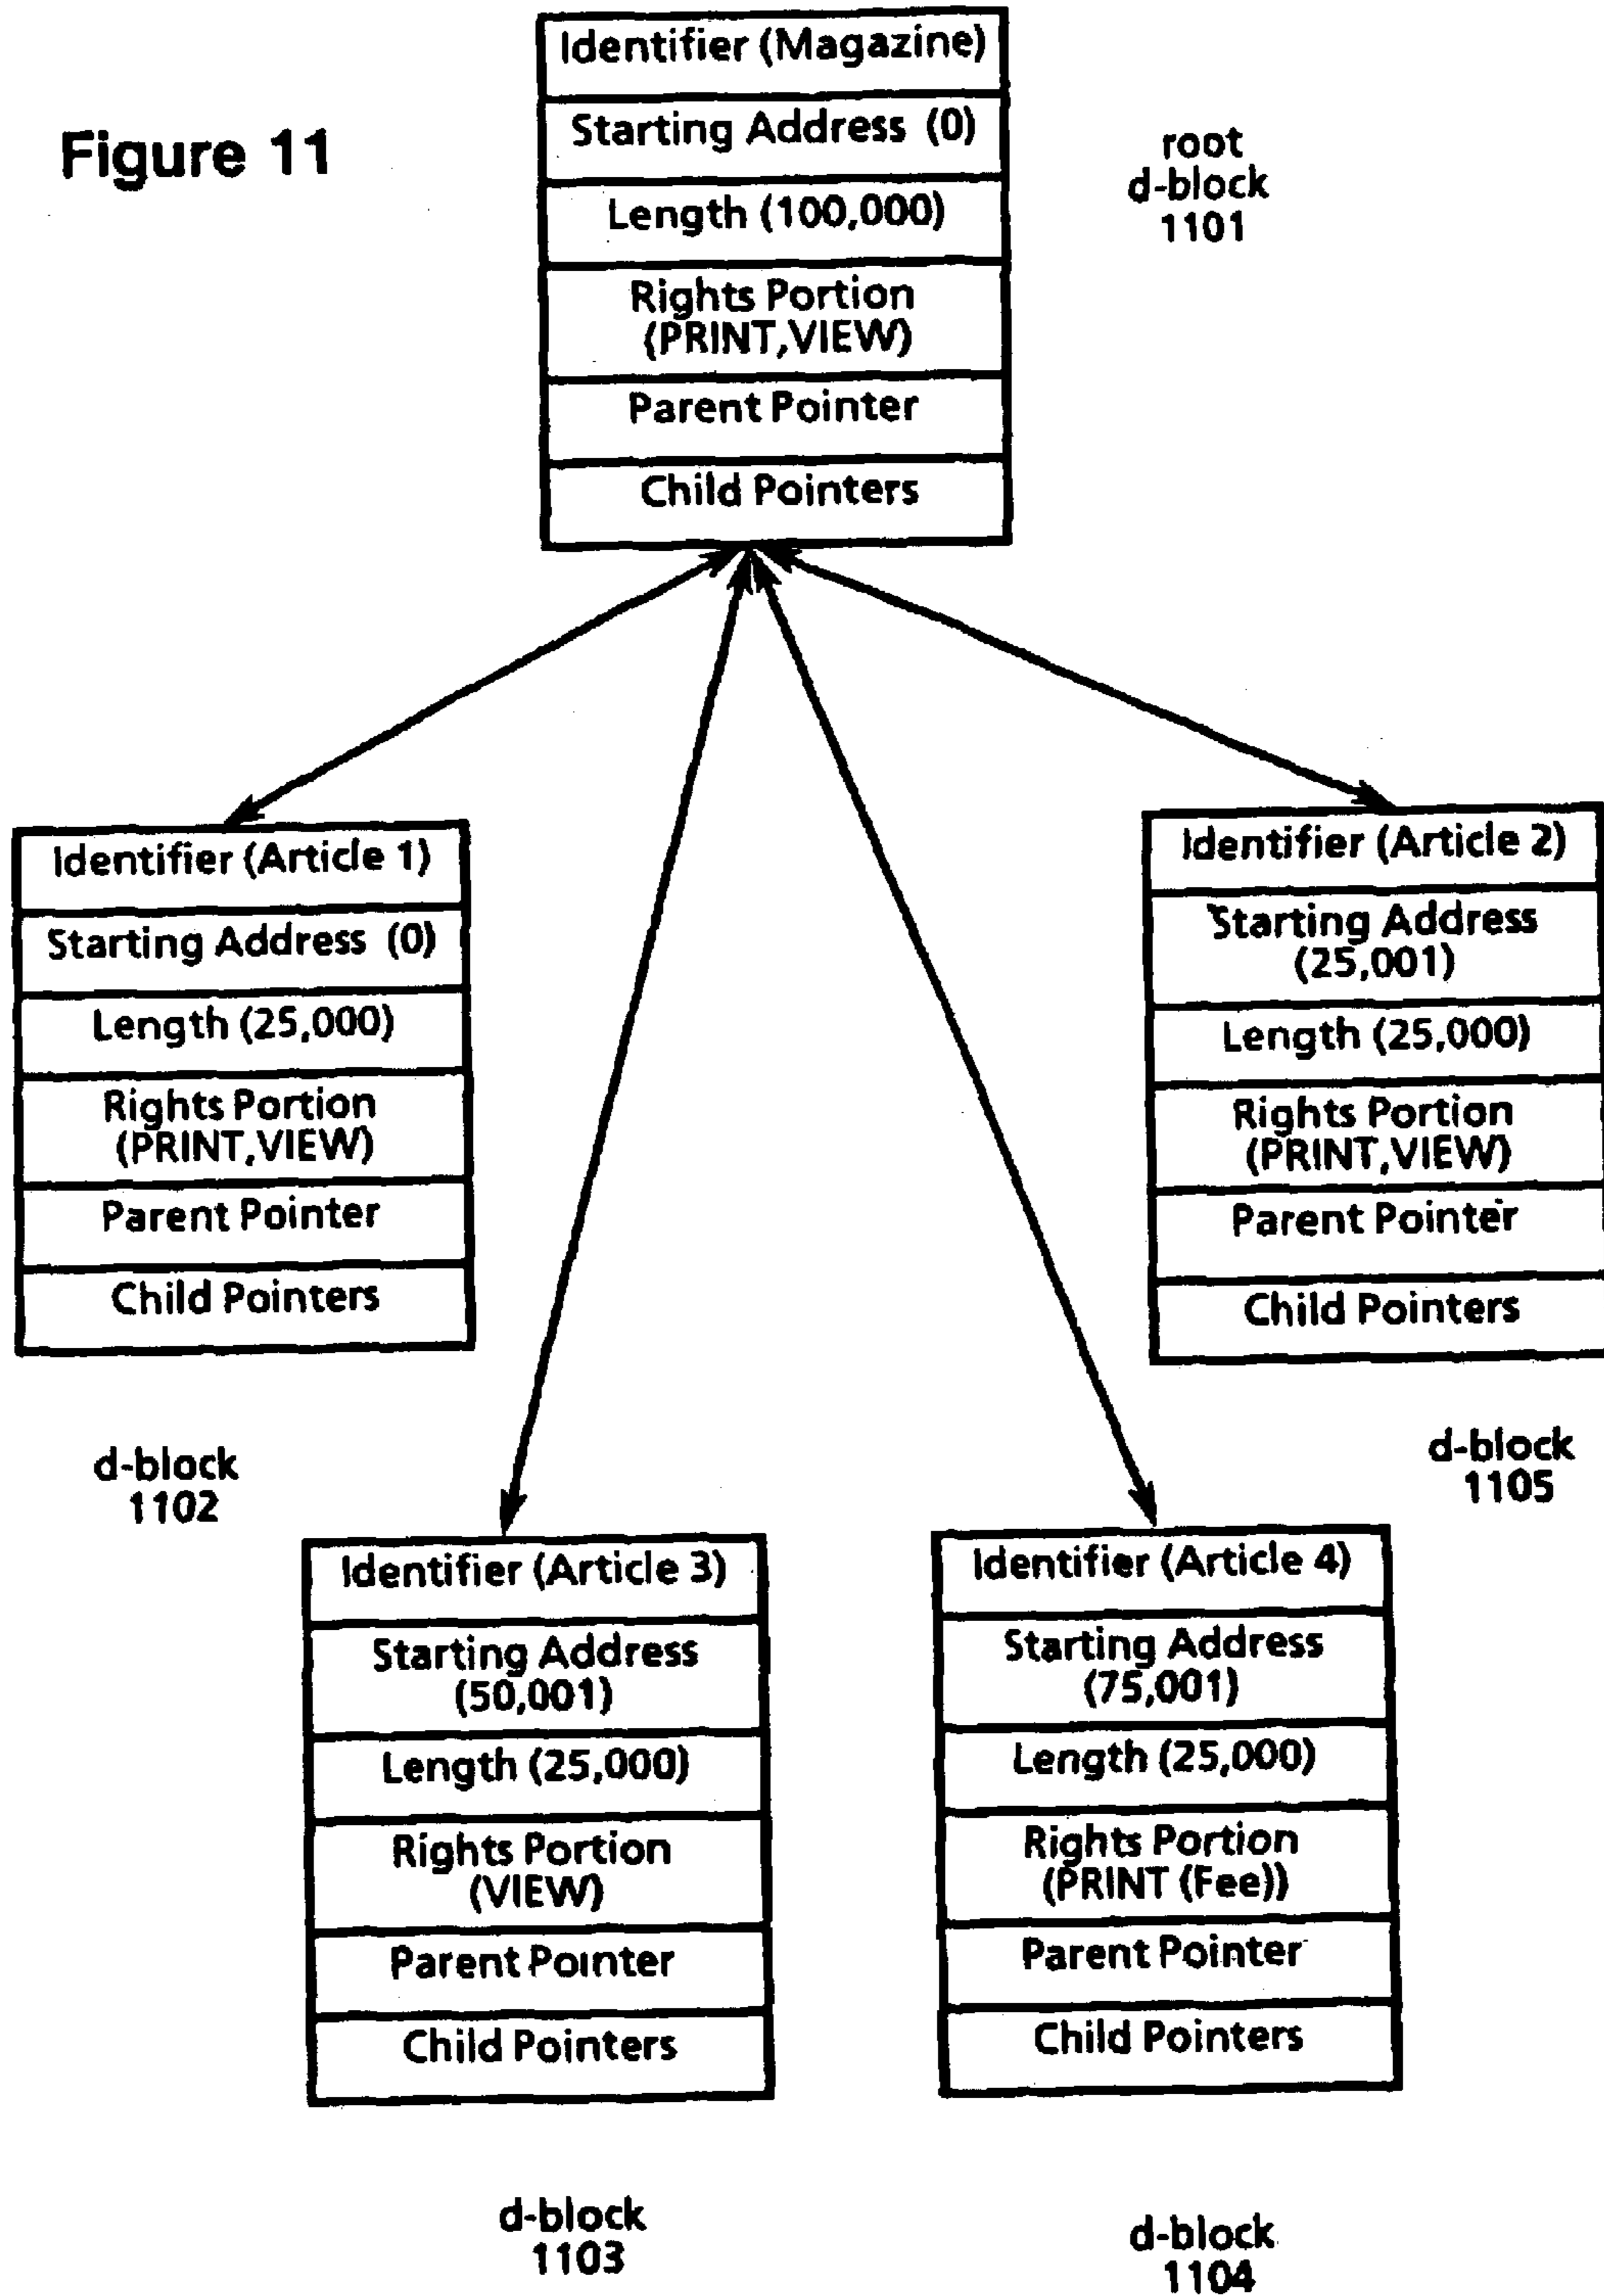 Figure 11
Identifier (Magazine)
Starting Address (0)
Length (100,000)
Rights Portion
(PRINT,VIEW)
Parent Pointer
Child Pointers
root
d-block
1101
Identifier (Article 1)
Starting Address (0)
Length (25,000)
Rights Portion
(PRINT,VIEW)
Parent Pointer
Child Pointers
d-block
1102
Identifier (Article 2)
Starting Address
(25,001)
Length (25,000)
Rights Portion
(PRINT,VIEW)
Parent Pointer
Child Pointers
d-block
1105
Identifier (Article 3)
Starting Address
(50,001)
Length (25,000)
Rights Portion
(VIEW)
Parent Pointer
Child Pointers
d-block
1103
Identifier (Article 4)
Starting Address
(75,001)
Length (25,000)
Rights Portion
(PRINT (Fee))
Parent Pointer
Child Pointers
d-block
1104